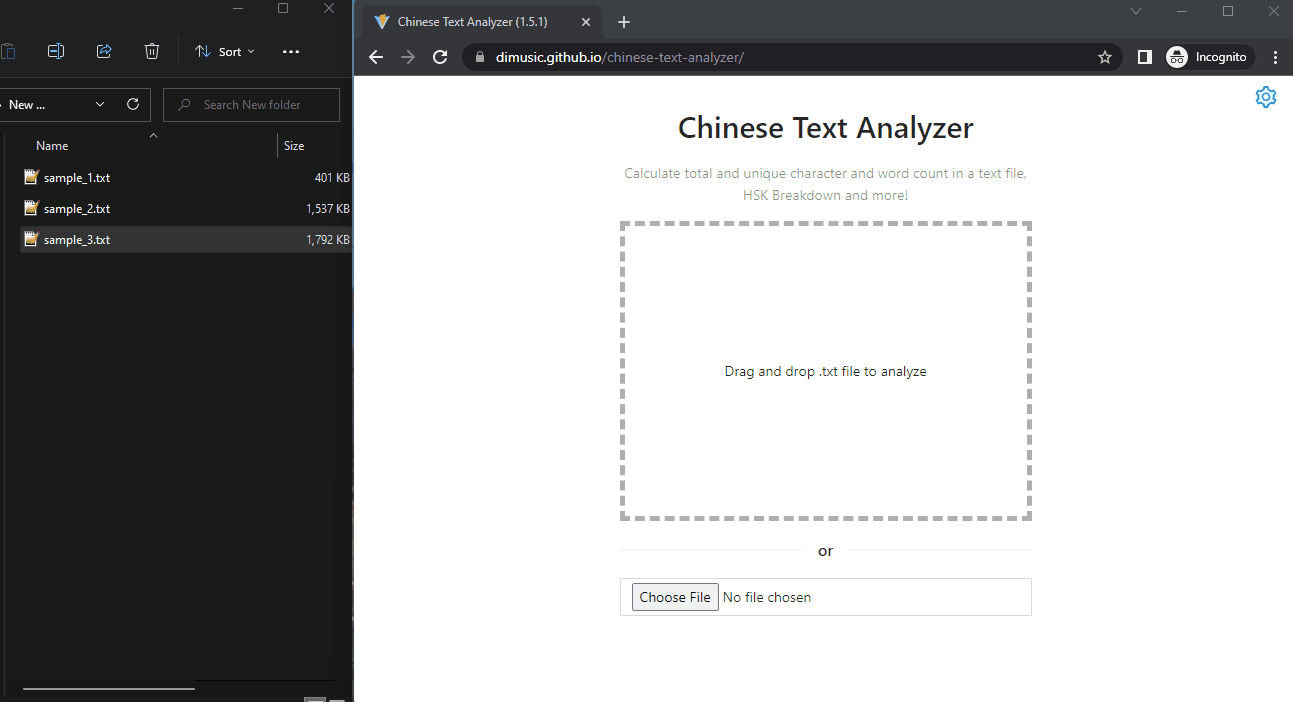 Sort
New ...
Search New folder
Name
Size
sample_1.txt
401 KB
sample_2.txt
1,537 KB
sample_3.txt
1,792 KB
Chinese Text Analyzer (1.5.1)
dimusic.github.io/chinese-text-analyzer/
Incognito
Chinese Text Analyzer
Calculate total and unique character and word count in a text file,
HSK Breakdown and more!
Drag and drop .txt file to analyze
or
Choose File No file chosen